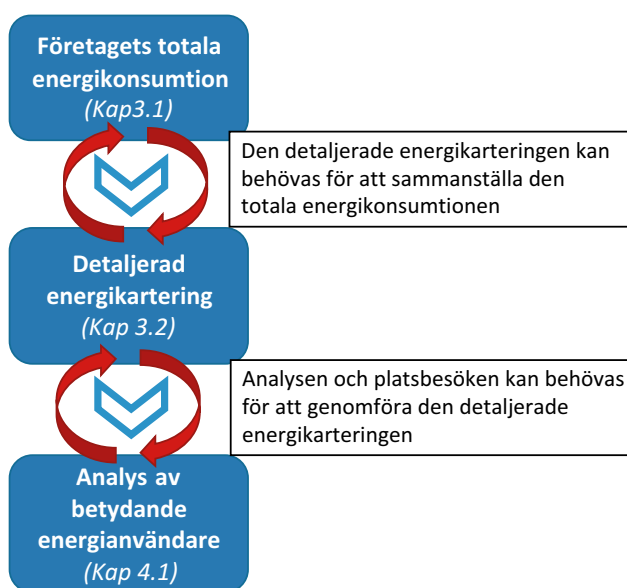 Företagets totala
energikonsumtion
(Kap3.1)
Den detaljerade energikarteringen kan
behövas för att sammanställa den
totala energikonsumtionen
Detaljerad
energikartering
(Kap 3.2)
Analysen och platsbesöken kan behövas
för att genomföra den detaljerade
energikarteringen
Analys av
betydande
energianvändare
(Kap 4.1)